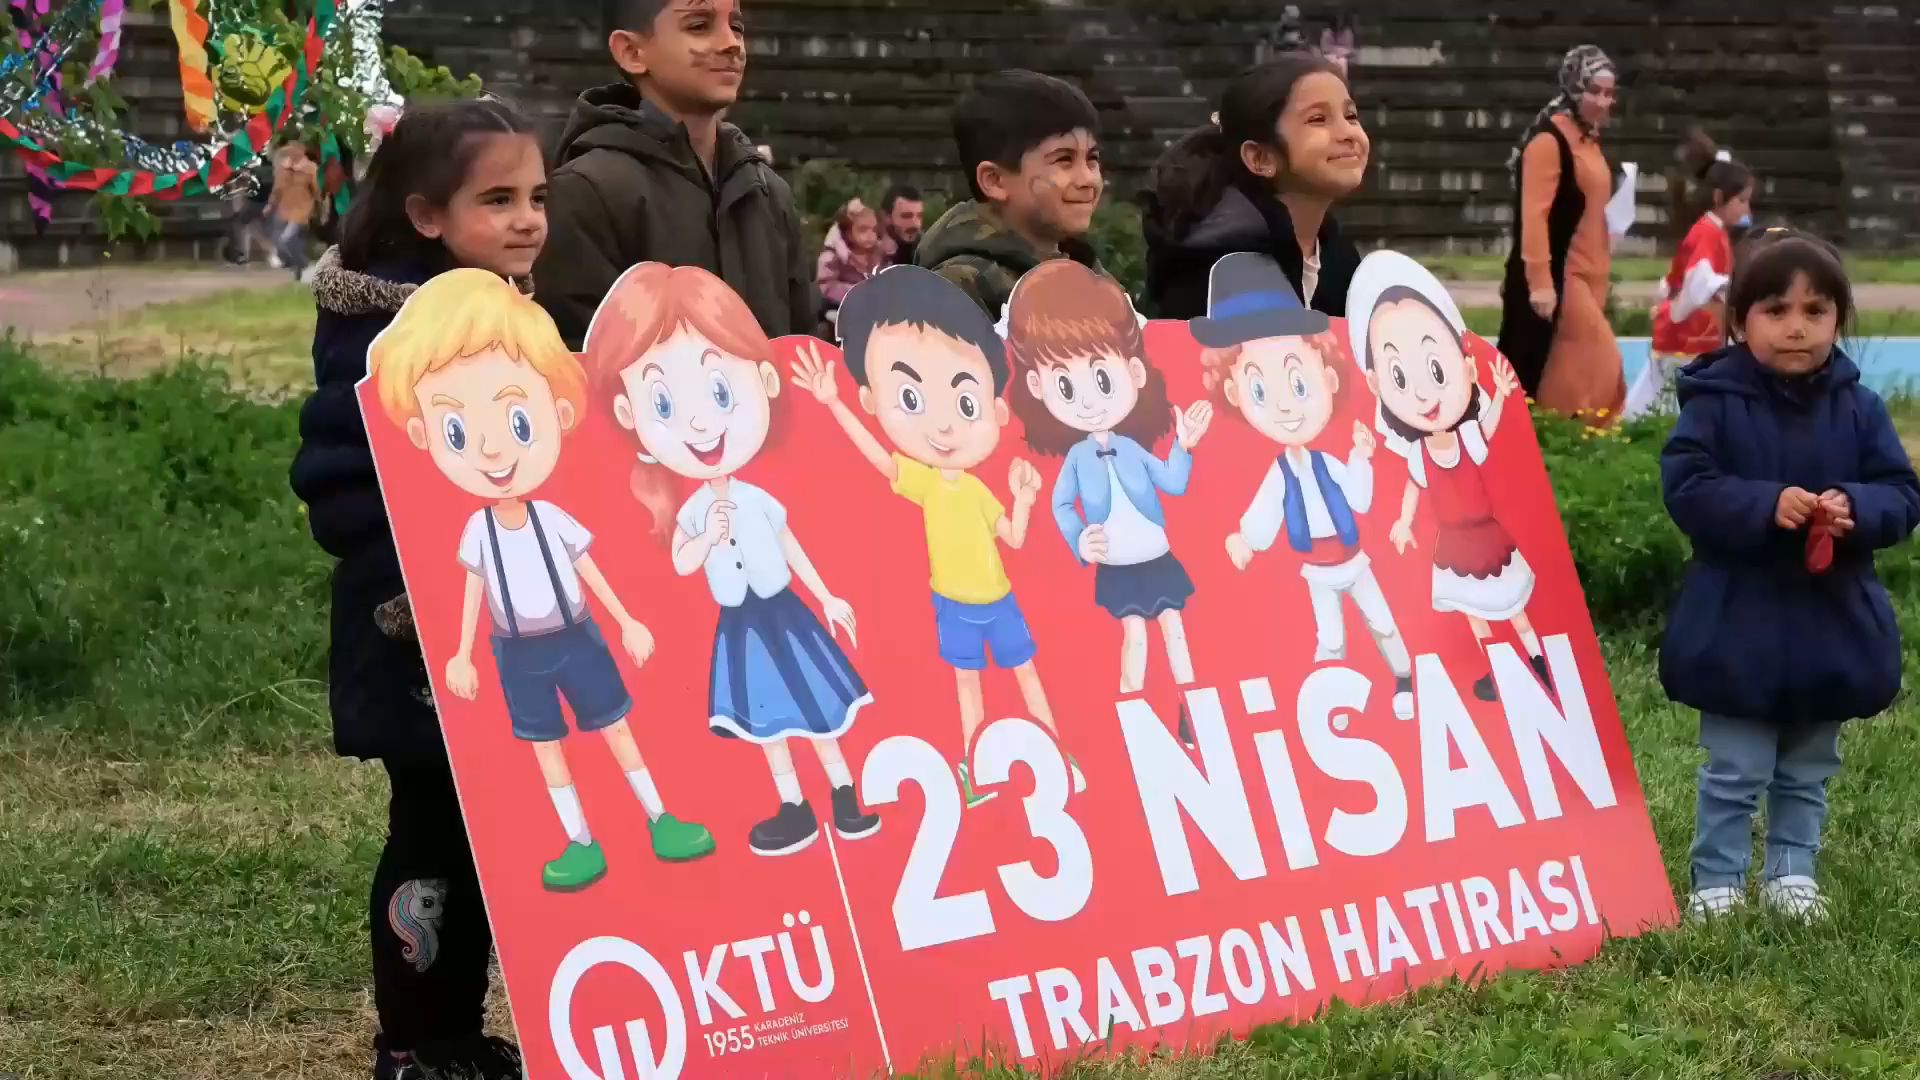 23 NiSAN
TRABZON HATIRASI
KTÜ
1955 KARADENİZ
TEKNİK ÜNİVERSİTESİ